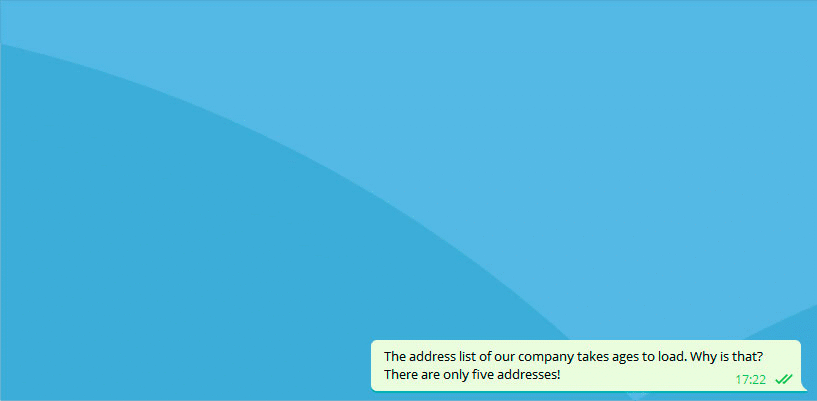 The address list of our company takes ages to load. Why is that?
There are only five addresses!
17:22